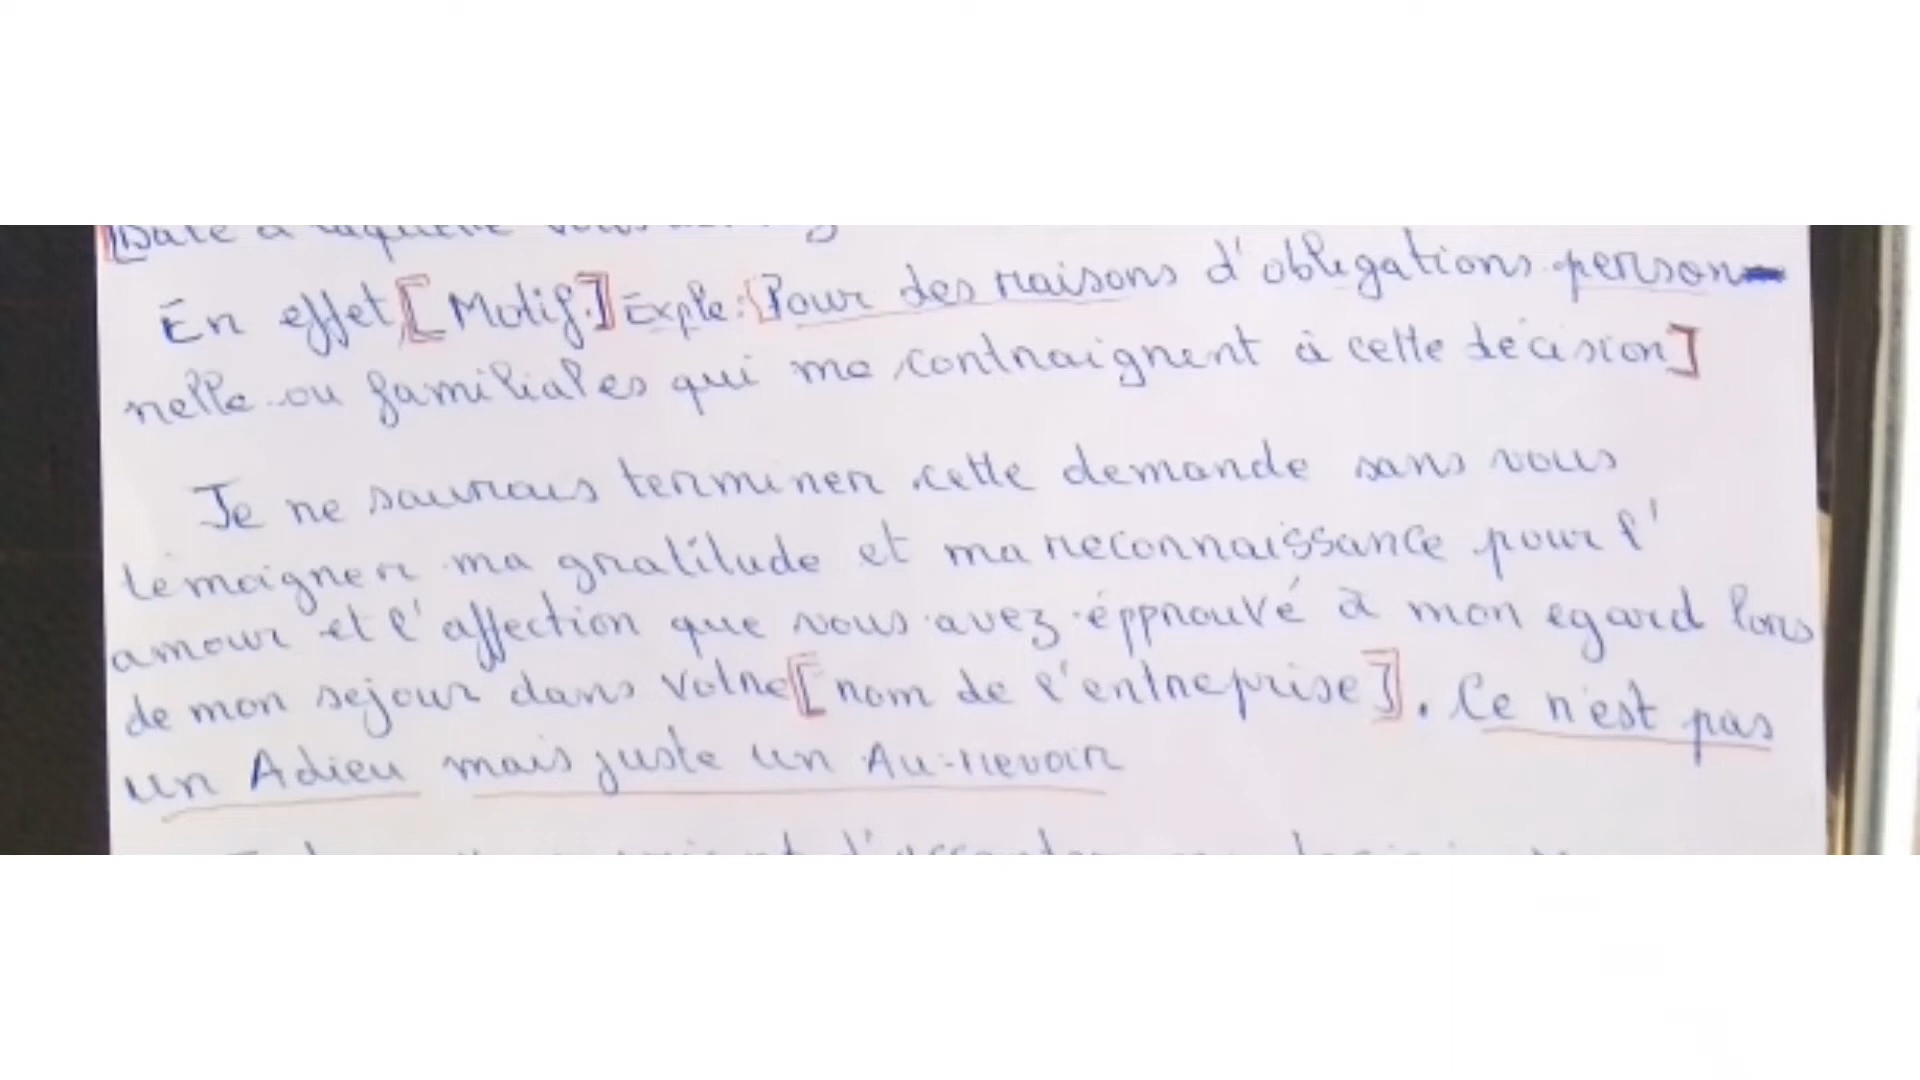 [Date à laquelle vous
En effet, [Motif.] Exple: [Pour des raisons d'obligations person-
nelle ou familiales qui me contraignent à cette décision]
Je ne saurais terminer cette demande sans vous
témoigner ma gratitude et ma reconnaissance pour l'
amour et l'affection que vous avez épprouvé à mon egard lors
de mon sejour dans votre [nom de l'entreprise]. Ce n'est pas
un Adieu mais juste un Au-revoir